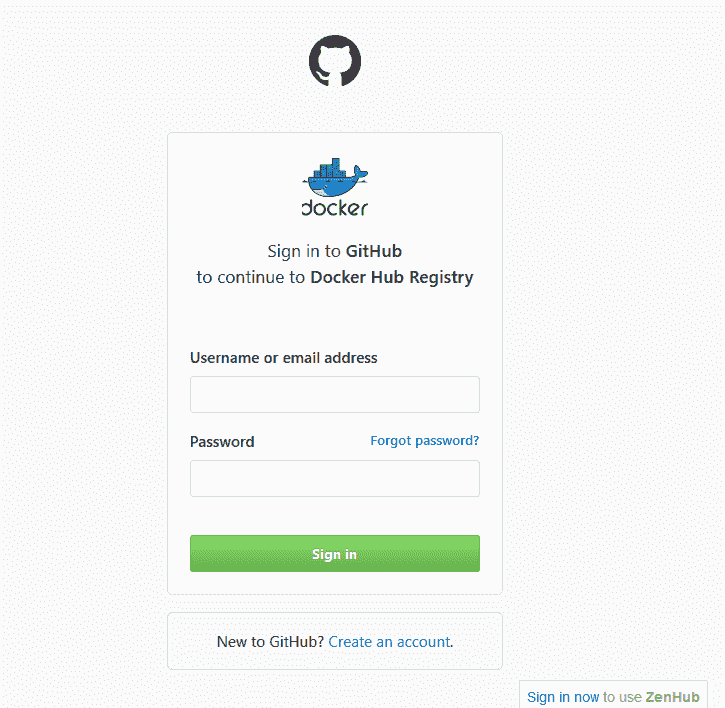 docker
Sign in to GitHub
to continue to Docker Hub Registry
Username or email address
Password Forgot password?
Sign in
New to GitHub? Create an account.
Sign in now to use ZenHub